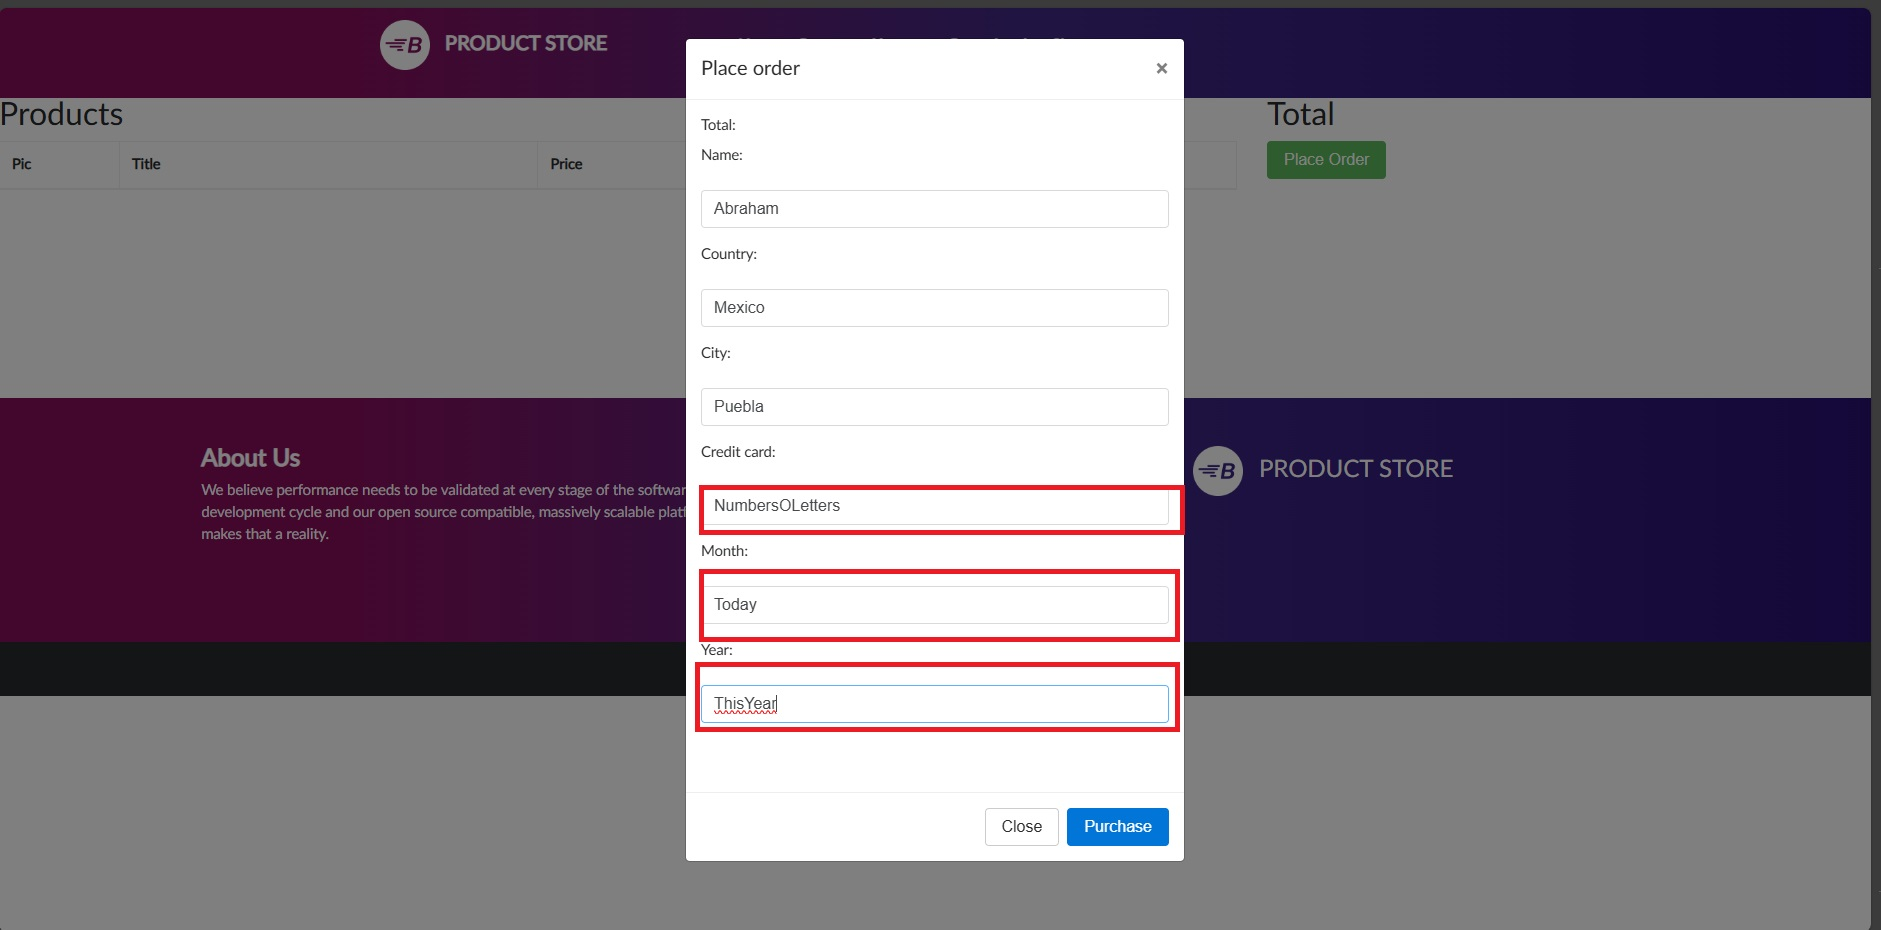 B PRODUCT STORE
Place order
×
Products
Total
Pic
Title
Price
Place Order
Total:
Name:
Abraham
Country:
Mexico
City:
Puebla
Credit card:
NumbersOLetters
Month:
Today
Year:
ThisYear
Close
Purchase
About Us
We believe performance needs to be validated at every stage of the softwar
development cycle and our open source compatible, massively scalable platf
makes that a reality.
B PRODUCT STORE